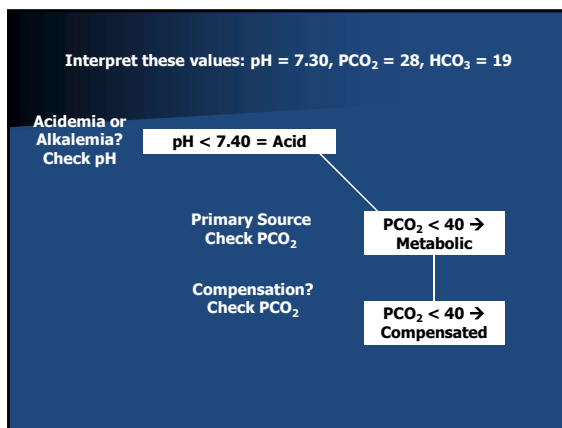 Interpret these values: pH = 7.30, PCO₂ = 28, HCO₃ = 19
Acidemia or
Alkalemia?
Check pH
pH < 7.40 = Acid
Primary Source
Check PCO₂
PCO₂ < 40 →
Metabolic
Compensation?
Check PCO₂
PCO₂ < 40 →
Compensated